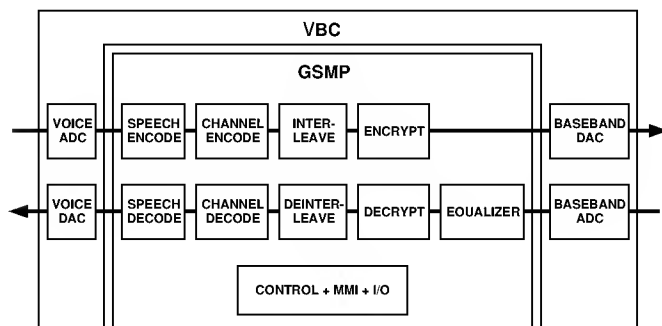 VBC
GSMP
VOICE
ADC
SPEECH
ENCODE
CHANNEL
ENCODE
INTER-
LEAVE
ENCRYPT
BASEBAND
DAC
VOICE
DAC
SPEECH
DECODE
CHANNEL
DECODE
DEINTER-
LEAVE
DECRYPT
EOUALIZER
BASEBAND
ADC
CONTROL + MMI + I/O